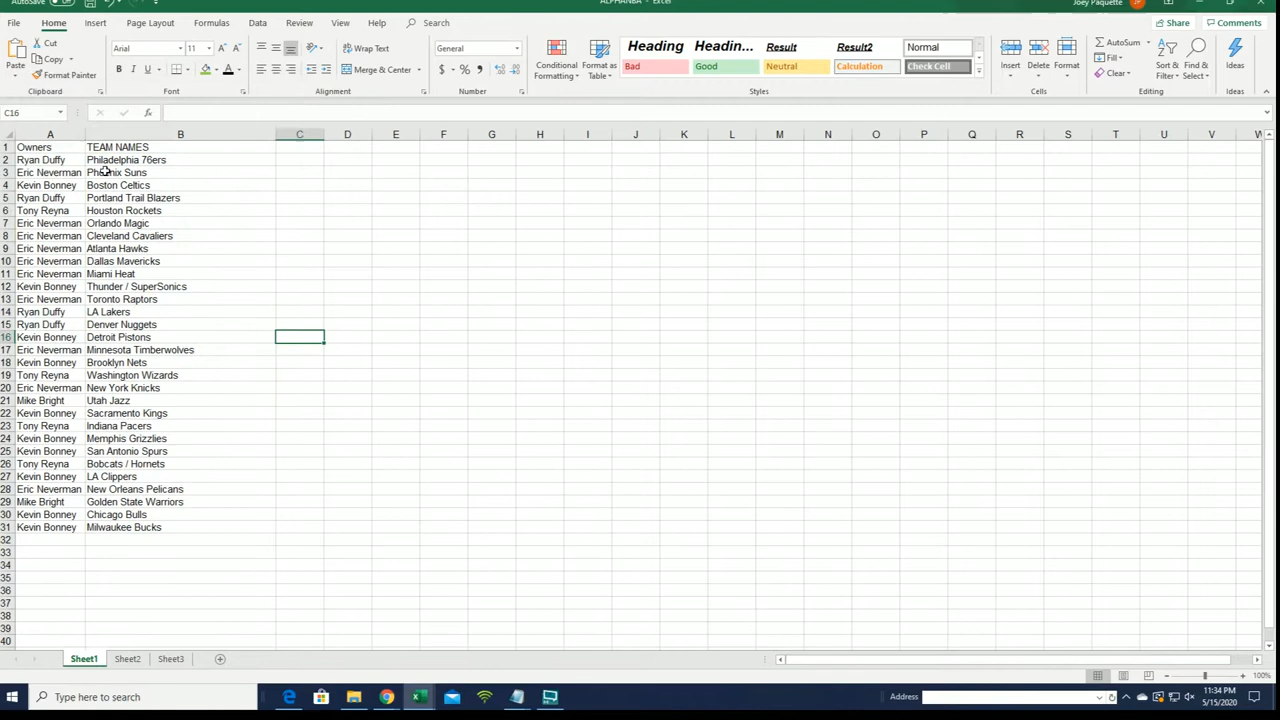 AutoSave Off ALPHANBA - Excel Joey Paquette JP
File Home Insert Page Layout Formulas Data Review View Help Search Share Comments
Paste Cut Copy Format Painter Clipboard
Arial 11 A A B I U A Font
Wrap Text Merge & Center Alignment
General $ % Number
Conditional Formatting Format as Table
Heading Headin... Result Result2 Normal
Bad Good Neutral Calculation Check Cell
Styles
Insert Delete Format Cells
AutoSum Fill Clear Sort & Filter Find & Select Editing
Ideas Ideas
C16 fx
A B C D E F G H I J K L M N O P Q R S T U V W
1 Owners TEAM NAMES
2 Ryan Duffy Philadelphia 76ers
3 Eric Neverman Phoenix Suns
4 Kevin Bonney Boston Celtics
5 Ryan Duffy Portland Trail Blazers
6 Tony Reyna Houston Rockets
7 Eric Neverman Orlando Magic
8 Eric Neverman Cleveland Cavaliers
9 Eric Neverman Atlanta Hawks
10 Eric Neverman Dallas Mavericks
11 Eric Neverman Miami Heat
12 Kevin Bonney Thunder / SuperSonics
13 Eric Neverman Toronto Raptors
14 Ryan Duffy LA Lakers
15 Ryan Duffy Denver Nuggets
16 Kevin Bonney Detroit Pistons
17 Eric Neverman Minnesota Timberwolves
18 Kevin Bonney Brooklyn Nets
19 Tony Reyna Washington Wizards
20 Eric Neverman New York Knicks
21 Mike Bright Utah Jazz
22 Kevin Bonney Sacramento Kings
23 Tony Reyna Indiana Pacers
24 Kevin Bonney Memphis Grizzlies
25 Kevin Bonney San Antonio Spurs
26 Tony Reyna Bobcats / Hornets
27 Kevin Bonney LA Clippers
28 Eric Neverman New Orleans Pelicans
29 Mike Bright Golden State Warriors
30 Kevin Bonney Chicago Bulls
31 Kevin Bonney Milwaukee Bucks
32
33
34
35
36
37
38
39
40
Sheet1 Sheet2 Sheet3
100%
Type here to search Address 11:34 PM
5/15/2020